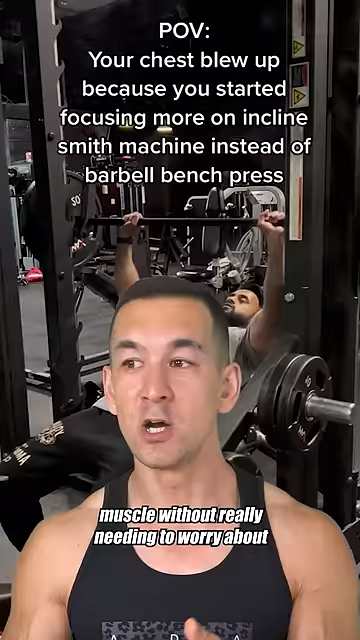 POV:
Your chest blew up
because you started
focusing more on incline
smith machine instead of
barbell bench press
muscle without really
needing to worry about